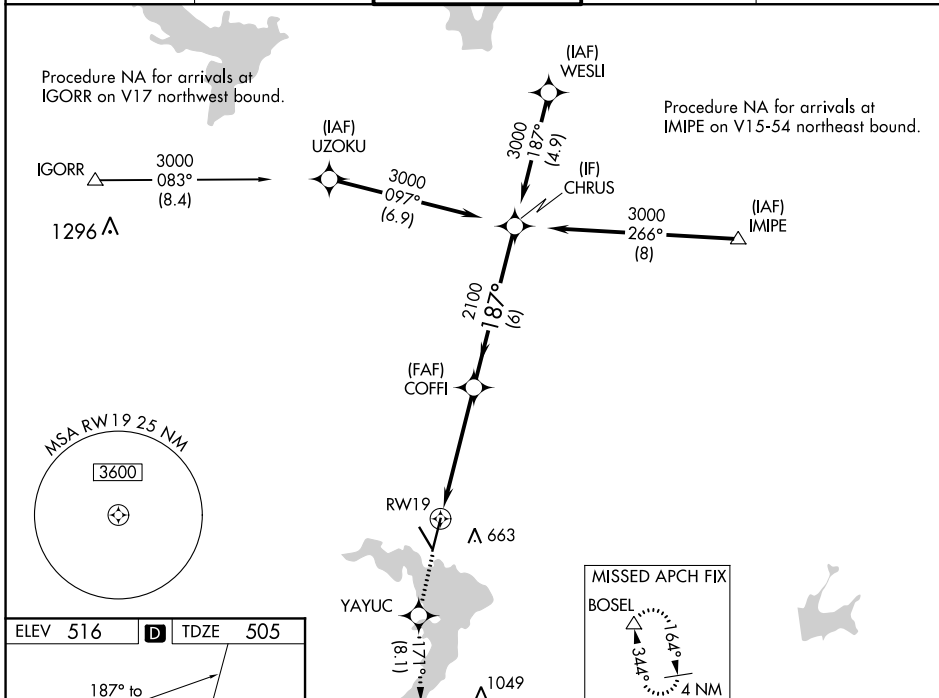 Procedure NA for arrivals at
IGORR on V17 northwest bound.
(IAF)
WESLI
Procedure NA for arrivals at
IMIPE on V15-54 northeast bound.
(IAF)
UZOKU
3000
187°
(4.9)
(IF)
CHRUS
IGORR
3000
083°
(8.4)
3000
097°
(6.9)
(IAF)
IMIPE
3000
266°
(8)
1296
2100
187°
(6)
(FAF)
COFFI
MSA RW19 25 NM
3600
RW19
663
MISSED APCH FIX
BOSEL
164°
344°
4 NM
YAYUC
171°
(8.1)
1049
ELEV 516 D TDZE 505
187° to